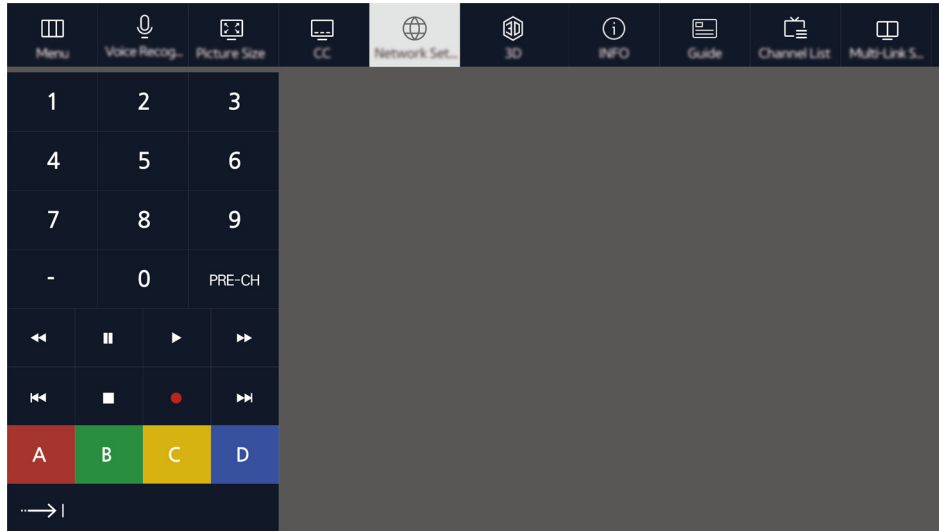 Menu Voice Recog... Picture Size CC Network Set... 3D INFO Guide Channel List Multi-Link S...
1 2 3
4 5 6
7 8 9
- 0 PRE-CH
A B C D